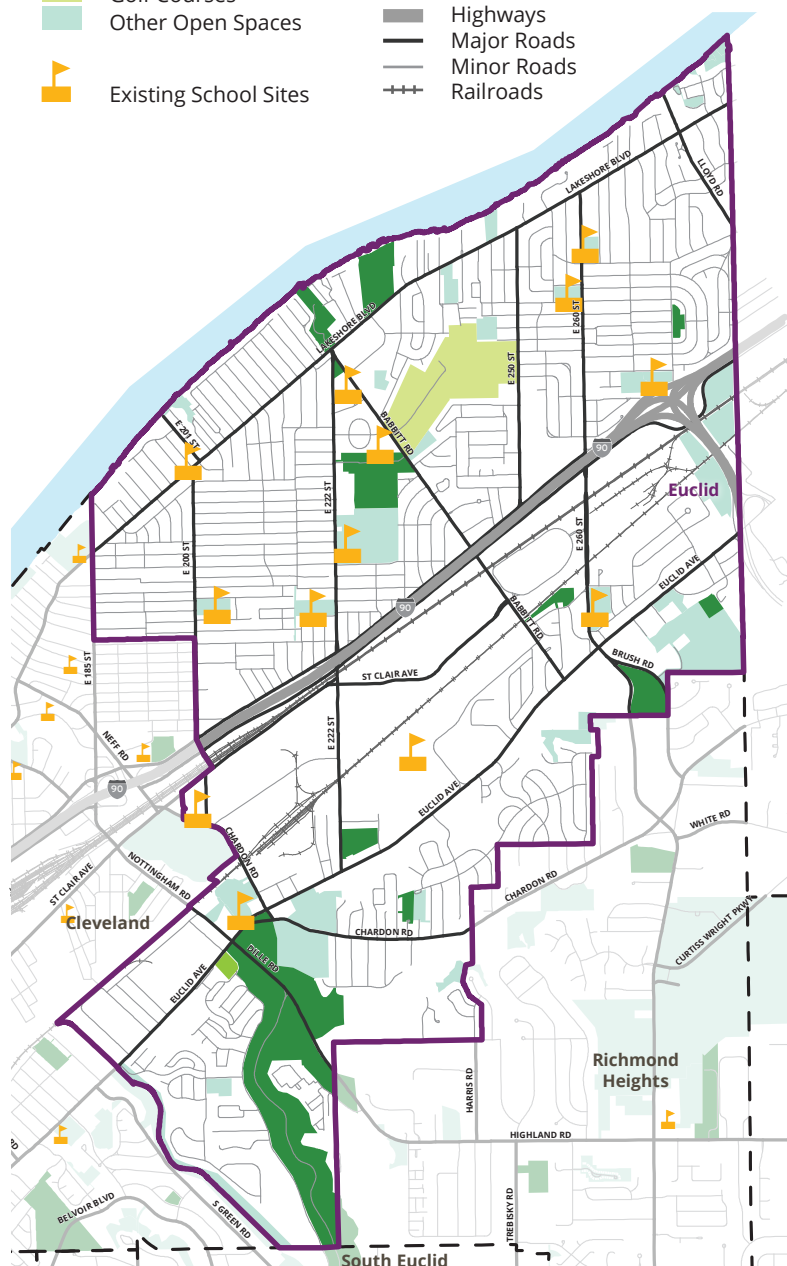 Golf Courses
Other Open Spaces
Existing School Sites
Highways
Major Roads
Minor Roads
Railroads
LAKESHORE BLVD
LLOYD RD
E 260 ST
LAKESHORE BLVD
E 250 ST
BABBITT RD
E 201 ST
90
Euclid
E 222 ST
E 260 ST
E 200 ST
EUCLID AVE
90
BABBITT RD
BRUSH RD
E 185 ST
ST CLAIR AVE
E 222 ST
NEFF RD
90
EUCLID AVE
WHITE RD
CHARDON RD
NOTTINGHAM RD
ST CLAIR AVE
CHARDON RD
Cleveland
CURTISS WRIGHT PKWY
CHARDON RD
DILLE RD
EUCLID AVE
Richmond
Heights
HARRIS RD
HIGHLAND RD
RD
BELVOIR BLVD
S GREEN RD
TREBISKY RD
South Euclid